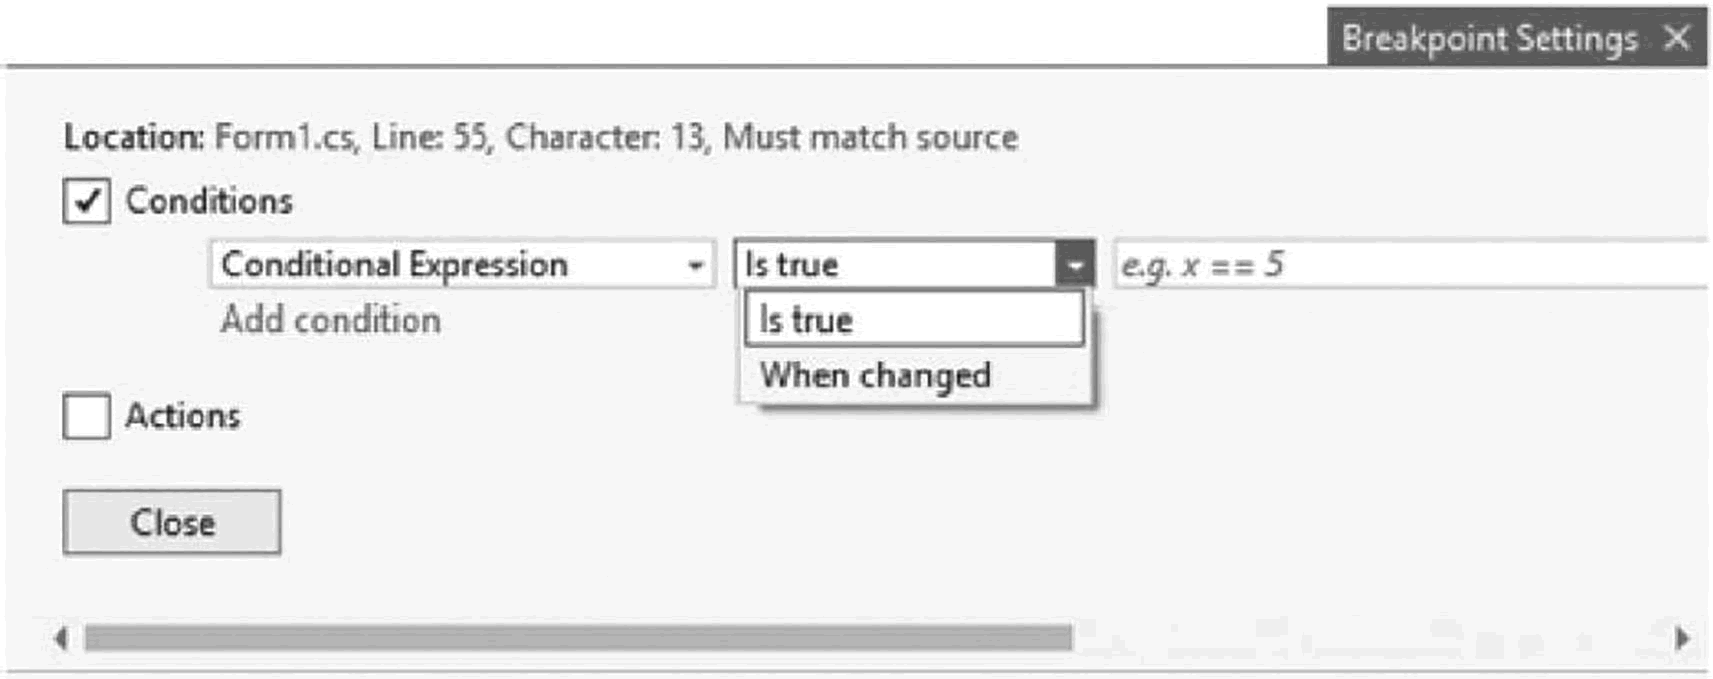 Breakpoint Settings
Location: Form1.cs, Line: 55, Character: 13, Must match source
Conditions
Conditional Expression Is true e.g. x == 5
Add condition Is true
When changed
Actions
Close